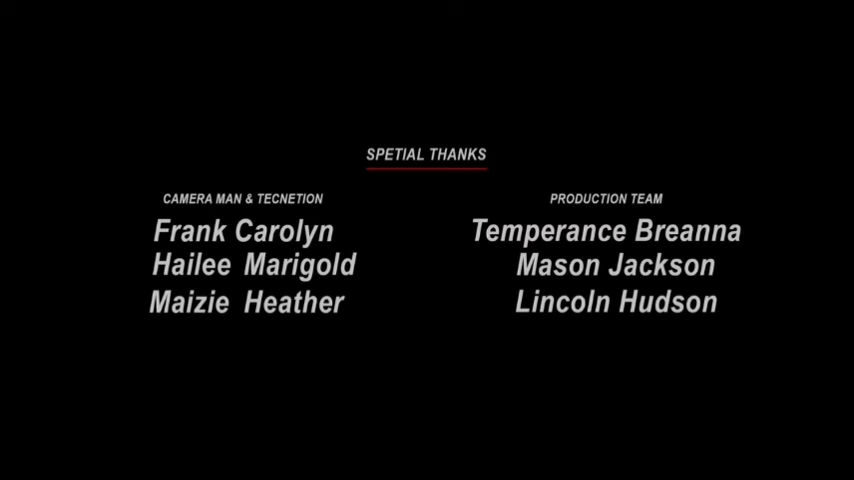 SPETIAL THANKS
CAMERA MAN & TECNETION
Frank Carolyn
Hailee Marigold
Maizie Heather
PRODUCTION TEAM
Temperance Breanna
Mason Jackson
Lincoln Hudson